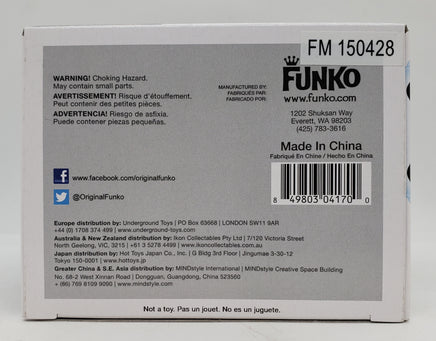 FM 150428
WARNING! Choking Hazard.
May contain small parts.
AVERTISSEMENT! Risque d'étouffement.
Peut contenir des petites pièces.
ADVERTENCIA! Riesgo de asfixia.
Puede contener piezas pequeñas.
MANUFACTURED BY:
FABRIQUÉS PAR:
FABRICADO POR:
FUNKO
www.funko.com
1202 Shuksan Way
Everett, WA 98203
(425) 783-3616
Made In China
Fabriqué En Chine / Hecho En China
8 49803 04170 0
www.facebook.com/originalfunko
@OriginalFunko
Europe distribution by: Underground Toys | PO Box 63668 | LONDON SW11 9AR
+44 (0) 1708 374 499 | www.underground-toys.com
Australia & New Zealand distribution by: Ikon Collectables Pty Ltd | 7/120 Victoria Street
North Geelong, VIC, 3215 | +61 3 5278 4499 | www.ikoncollectables.com.au
Japan distribution by: Hot Toys Japan Co., Inc. | G Bldg 3rd Floor | Jingumae 3-30-12
Tokyo 150-0001 | www.hottoys.jp
Greater China & S.E. Asia distribution by: MINDstyle International | MINDstyle Creative Space Building
No. 68-2 West Xinnan Road | Dongguan, Guangdong, China 523560
+ (86) 769 8109 9090 | www.mindstyle.com
Not a toy. Pas un jouet. No es un juguete.